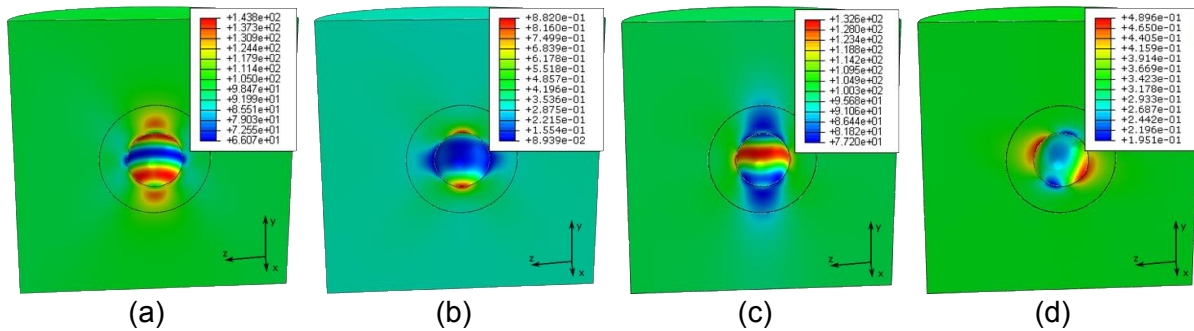 +1.438e+02
+1.373e+02
+1.309e+02
+1.244e+02
+1.179e+02
+1.114e+02
+1.050e+02
+9.847e+01
+9.199e+01
+8.551e+01
+7.903e+01
+7.255e+01
+6.607e+01
y
z
x
(a)
+8.820e-01
+8.160e-01
+7.499e-01
+6.839e-01
+6.178e-01
+5.518e-01
+4.857e-01
+4.196e-01
+3.536e-01
+2.875e-01
+2.215e-01
+1.554e-01
+8.939e-02
y
z
x
(b)
+1.326e+02
+1.280e+02
+1.234e+02
+1.188e+02
+1.142e+02
+1.095e+02
+1.049e+02
+1.003e+02
+9.568e+01
+9.106e+01
+8.644e+01
+8.182e+01
+7.720e+01
y
z
x
(c)
+4.896e-01
+4.650e-01
+4.405e-01
+4.159e-01
+3.914e-01
+3.669e-01
+3.423e-01
+3.178e-01
+2.933e-01
+2.687e-01
+2.442e-01
+2.196e-01
+1.951e-01
y
z
x
(d)